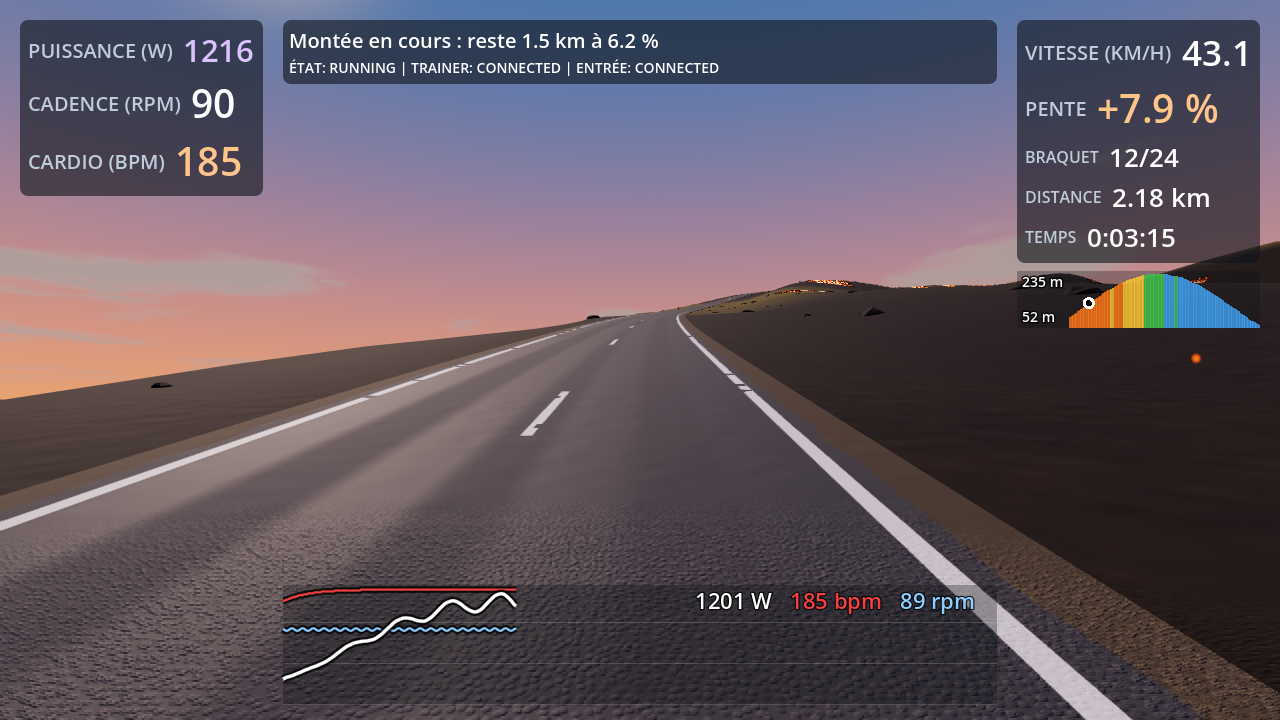 PUISSANCE (W) 1216
CADENCE (RPM) 90
CARDIO (BPM) 185
Montée en cours : reste 1.5 km à 6.2 %
ÉTAT: RUNNING | TRAINER: CONNECTED | ENTRÉE: CONNECTED
VITESSE (KM/H) 43.1
PENTE +7.9 %
BRAQUET 12/24
DISTANCE 2.18 km
TEMPS 0:03:15
235 m
52 m
1201 W 185 bpm 89 rpm